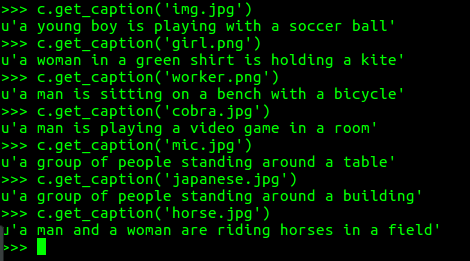 >>> c.get_caption('img.jpg')
u'a young boy is playing with a soccer ball'
>>> c.get_caption('girl.png')
u'a woman in a green shirt is holding a kite'
>>> c.get_caption('worker.png')
u'a man is sitting on a bench with a bicycle'
>>> c.get_caption('cobra.jpg')
u'a man is playing a video game in a room'
>>> c.get_caption('mic.jpg')
u'a group of people standing around a table'
>>> c.get_caption('japanese.jpg')
u'a group of people standing around a building'
>>> c.get_caption('horse.jpg')
u'a man and a woman are riding horses in a field'
>>>